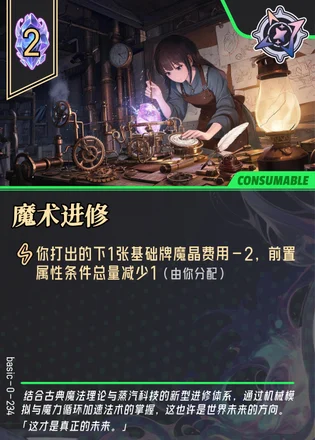 2
CONSUMABLE
魔术进修
你打出的下1张基础牌魔晶费用-2，前置
属性条件总量减少1（由你分配）
结合古典魔法理论与蒸汽科技的新型进修体系，通过机械模
拟与魔力循环加速法术的掌握，这也许是世界未来的方向。
「这才是真正的未来。」
basic-0-234